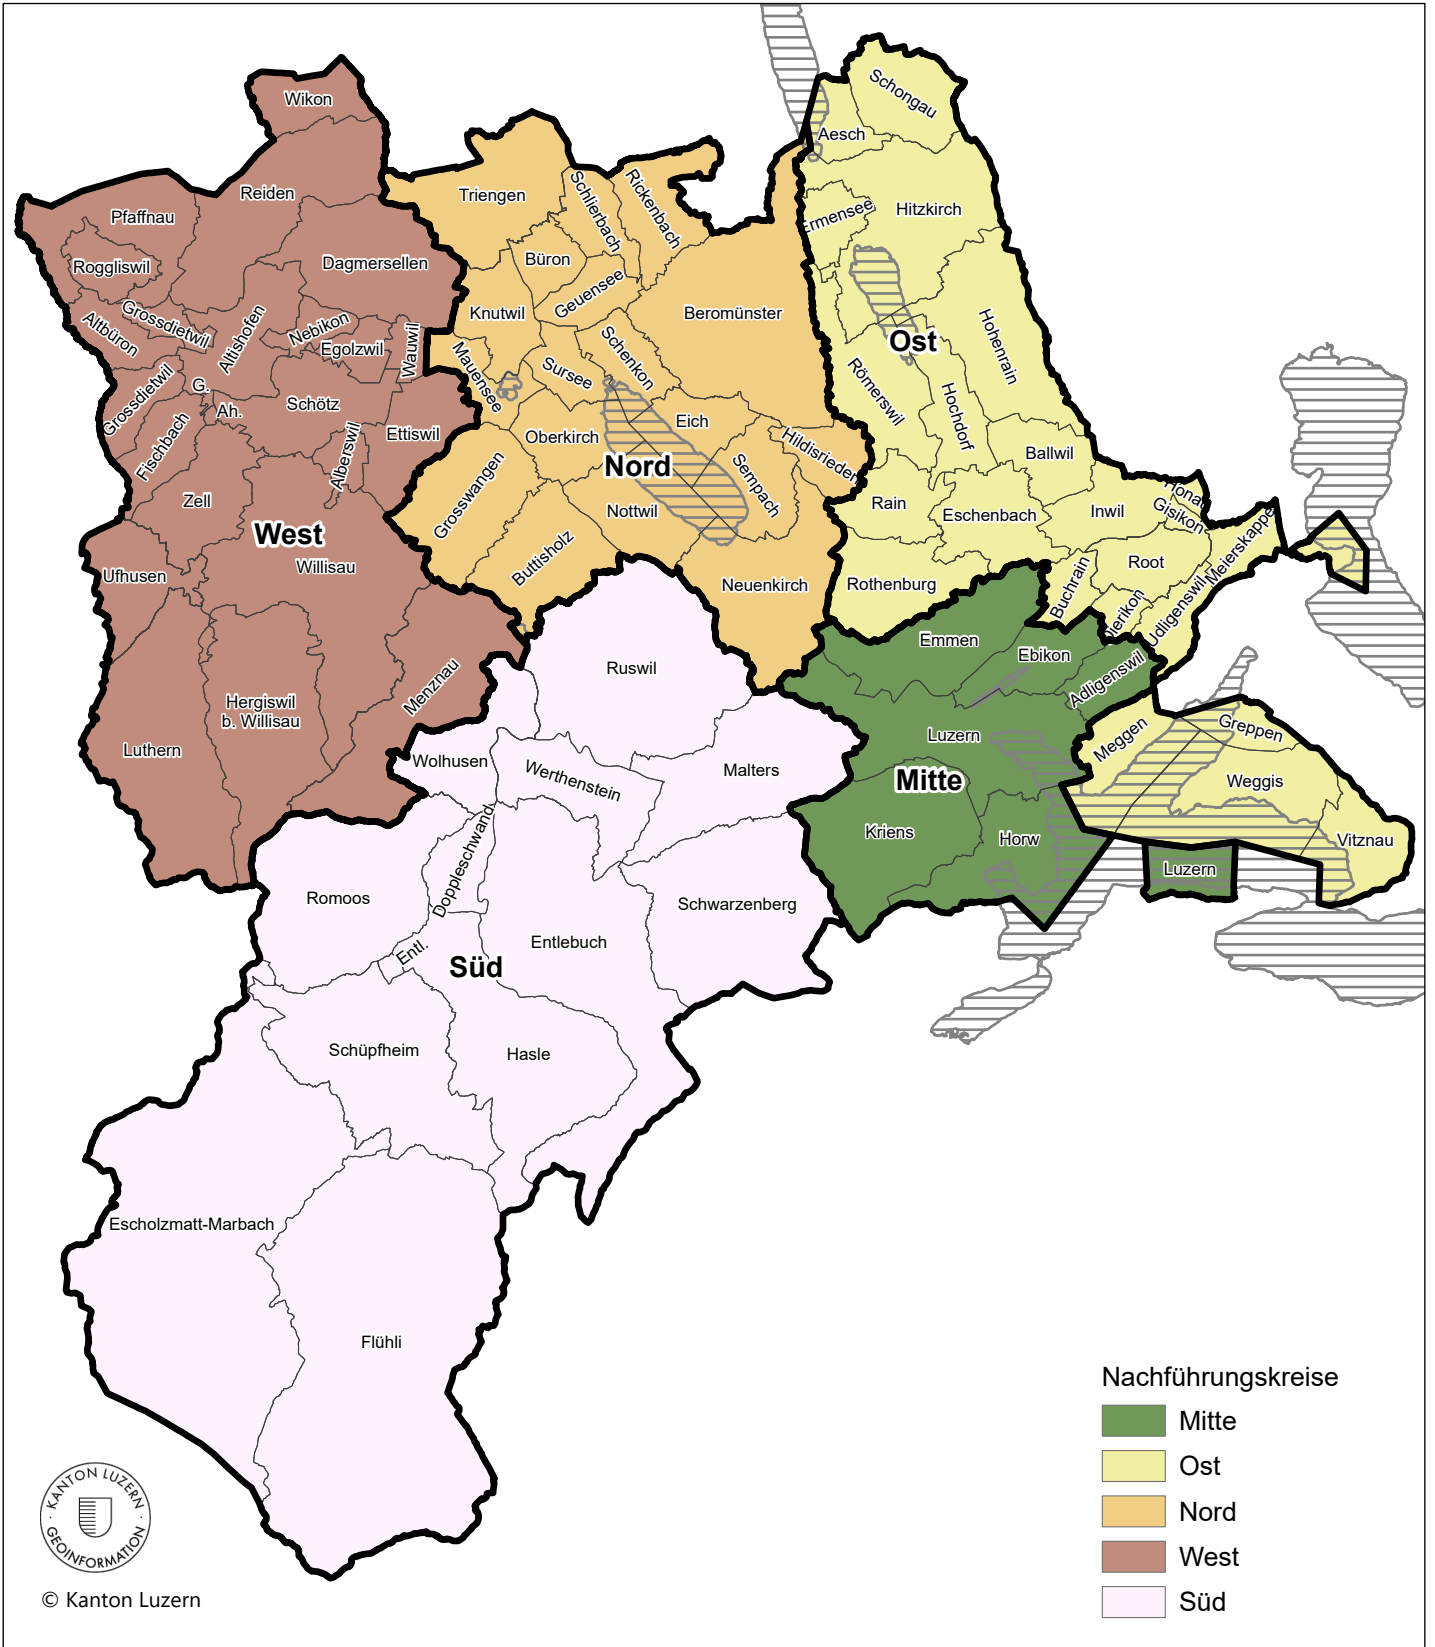 Wikon
Reiden
Pfaffnau
Roggliswil
Dagmersellen
Grossdietwil
Altbüron
Altishofen
Nebikon
Egolzwil
Wauwil
Grossdietwil
G.
Ah.
Schötz
Fischbach
Ettiswil
Alberswil
Zell
West
Willisau
Ufhusen
Menznau
Hergiswil
b. Willisau
Luthern
Triengen
Schlierbach
Rickenbach
Büron
Geuensee
Knutwil
Beromünster
Mauensee
Sursee
Schenkon
Eich
Oberkirch
Nord
Sempach
Hildisrieden
Grosswangen
Nottwil
Buttisholz
Neuenkirch
Schongau
Aesch
Ermensee
Hitzkirch
Ost
Hohenrain
Römerswil
Hochdorf
Ballwil
Rain
Eschenbach
Inwil
Honau
Gisikon
Meierskappel
Root
Buchrain
Dierikon
Udligenswil
Rothenburg
Meggen
Greppen
Weggis
Vitznau
Emmen
Ebikon
Adligenswil
Luzern
Mitte
Kriens
Horw
Luzern
Ruswil
Wolhusen
Werthenstein
Malters
Doppleschwand
Romoos
Schwarzenberg
Entl.
Entlebuch
Süd
Schüpfheim
Hasle
Escholzmatt-Marbach
Flühli
Nachführungskreise
Mitte
Ost
Nord
West
Süd
· KANTON LUZERN ·
GEOINFORMATION
© Kanton Luzern